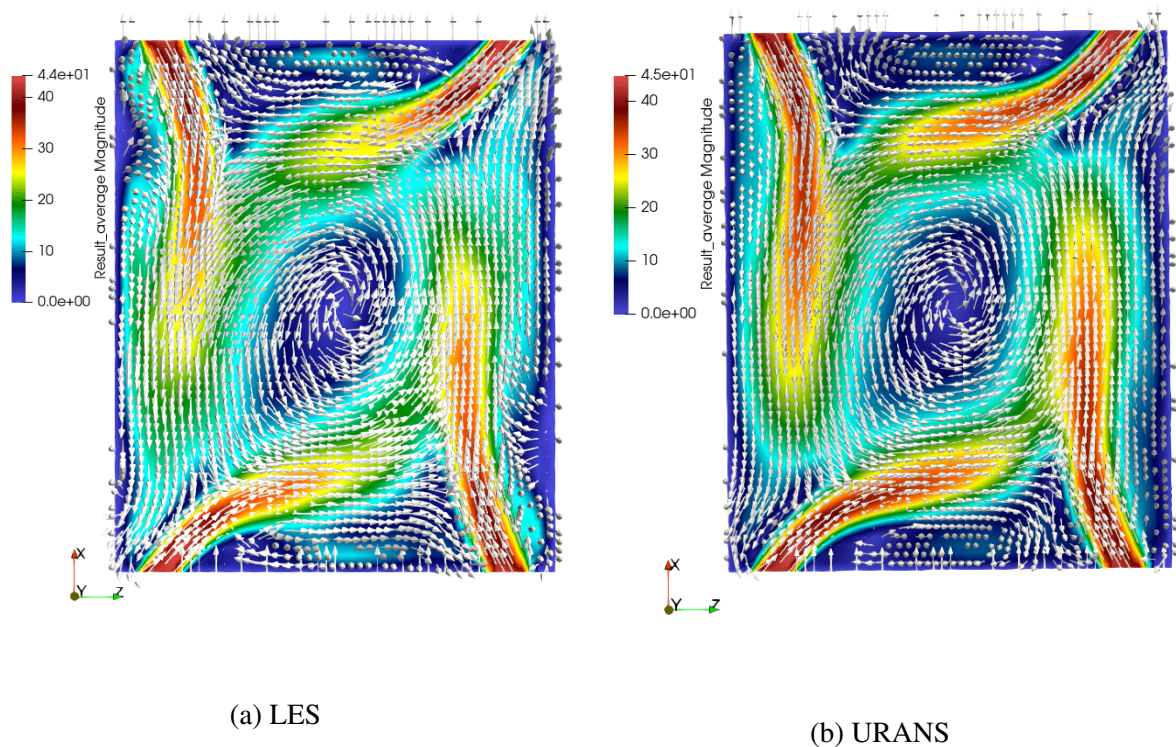 4.4e+01
40
30
20
10
0.0e+00
Result_average Magnitude
X
Y
Z
(a) LES
4.5e+01
40
30
20
10
0.0e+00
Result_average Magnitude
X
Y
Z
(b) URANS